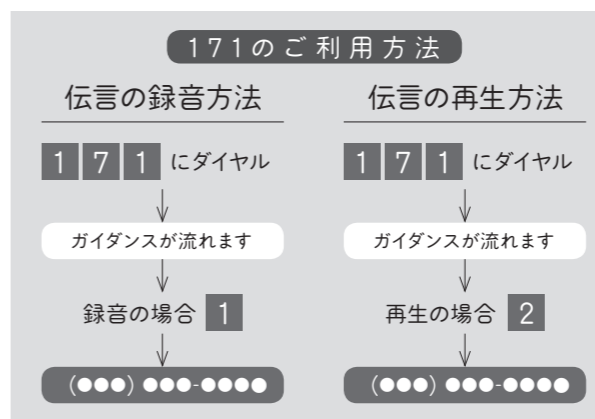 171のご利用方法
伝言の録音方法
171にダイヤル
ガイダンスが流れます
録音の場合 1
(●●●) ●●●-●●●●
伝言の再生方法
171にダイヤル
ガイダンスが流れます
再生の場合 2
(●●●) ●●●-●●●●